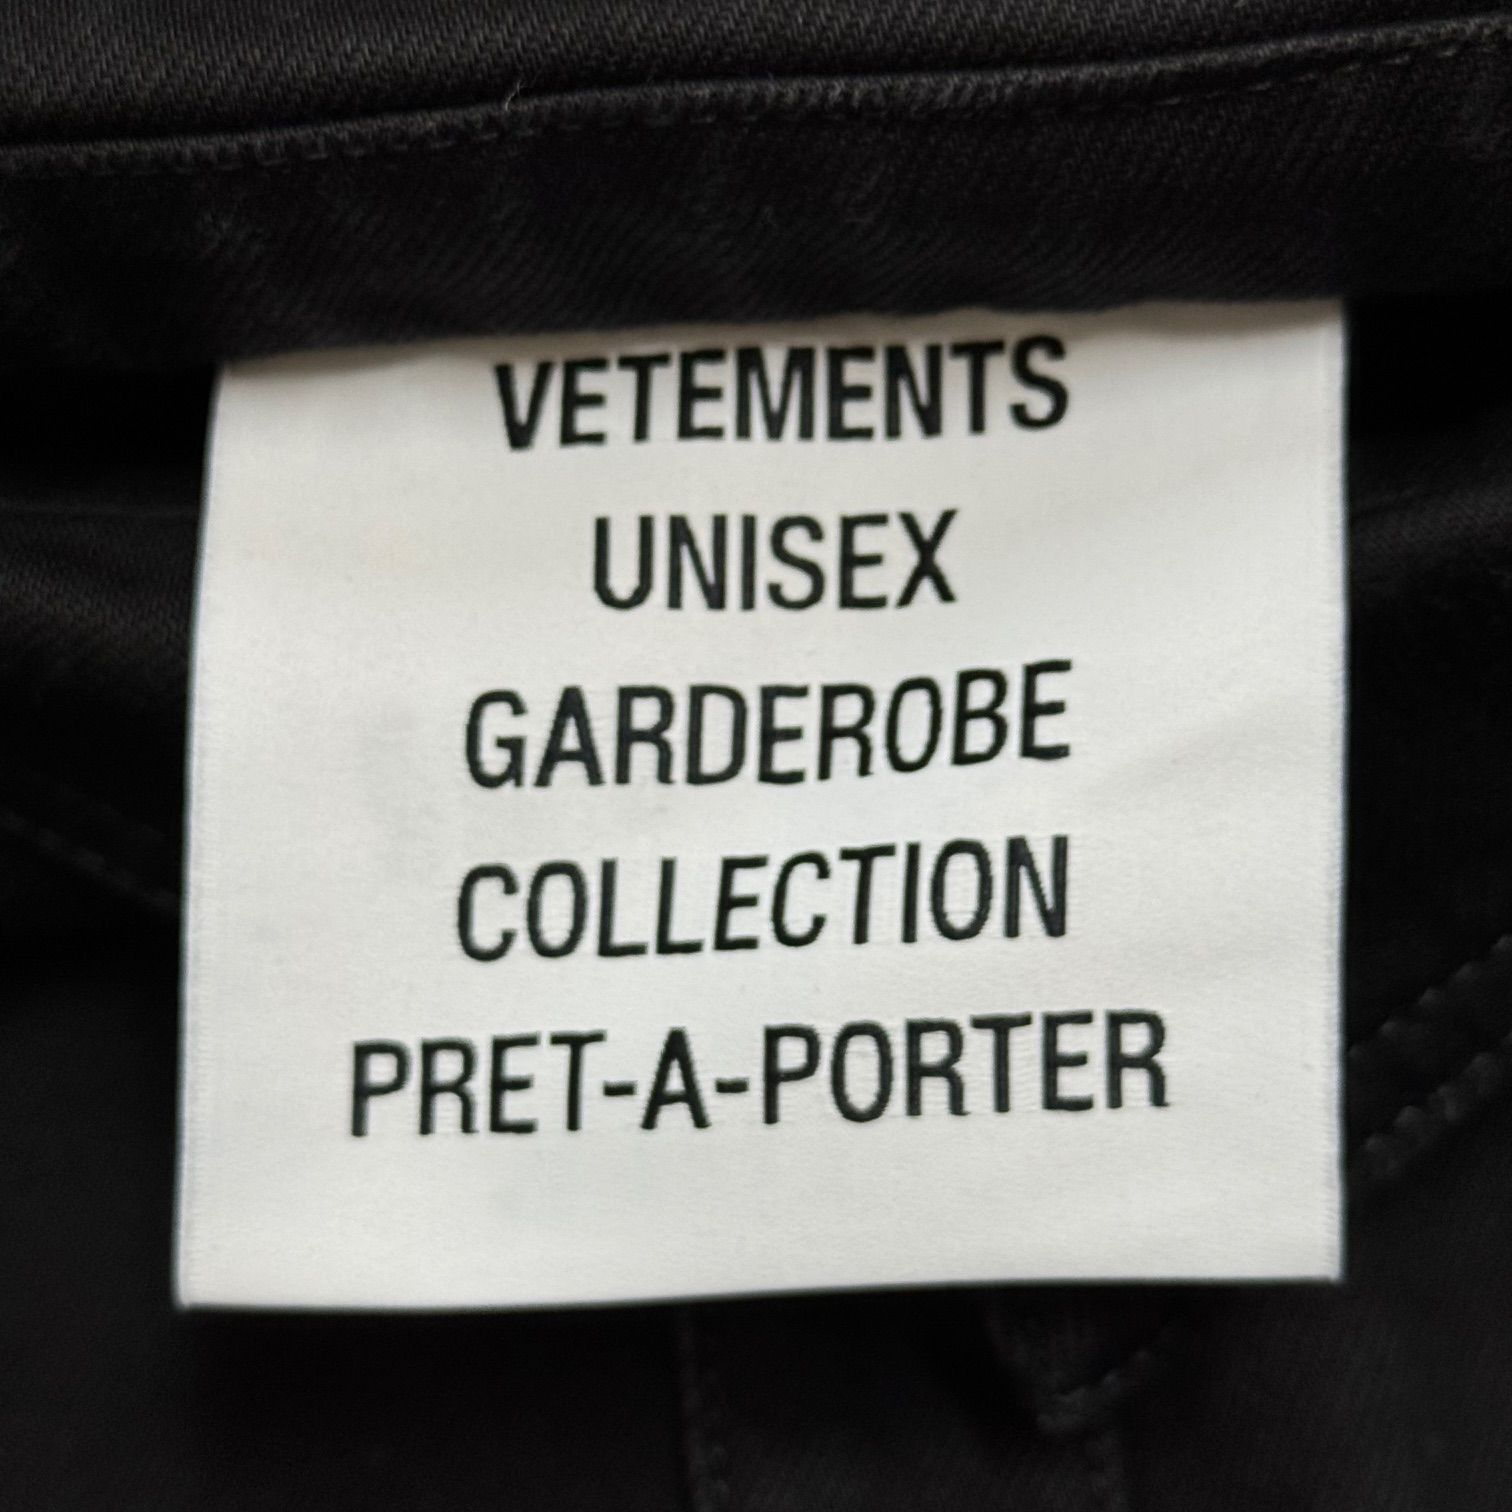 VETEMENTS
UNISEX
GARDEROBE
COLLECTION
PRET-A-PORTER